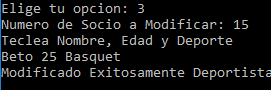 Elige tu opcion: 3
Numero de Socio a Modificar: 15
Teclea Nombre, Edad y Deporte
Beto 25 Basquet
Modificado Exitosamente Deportista